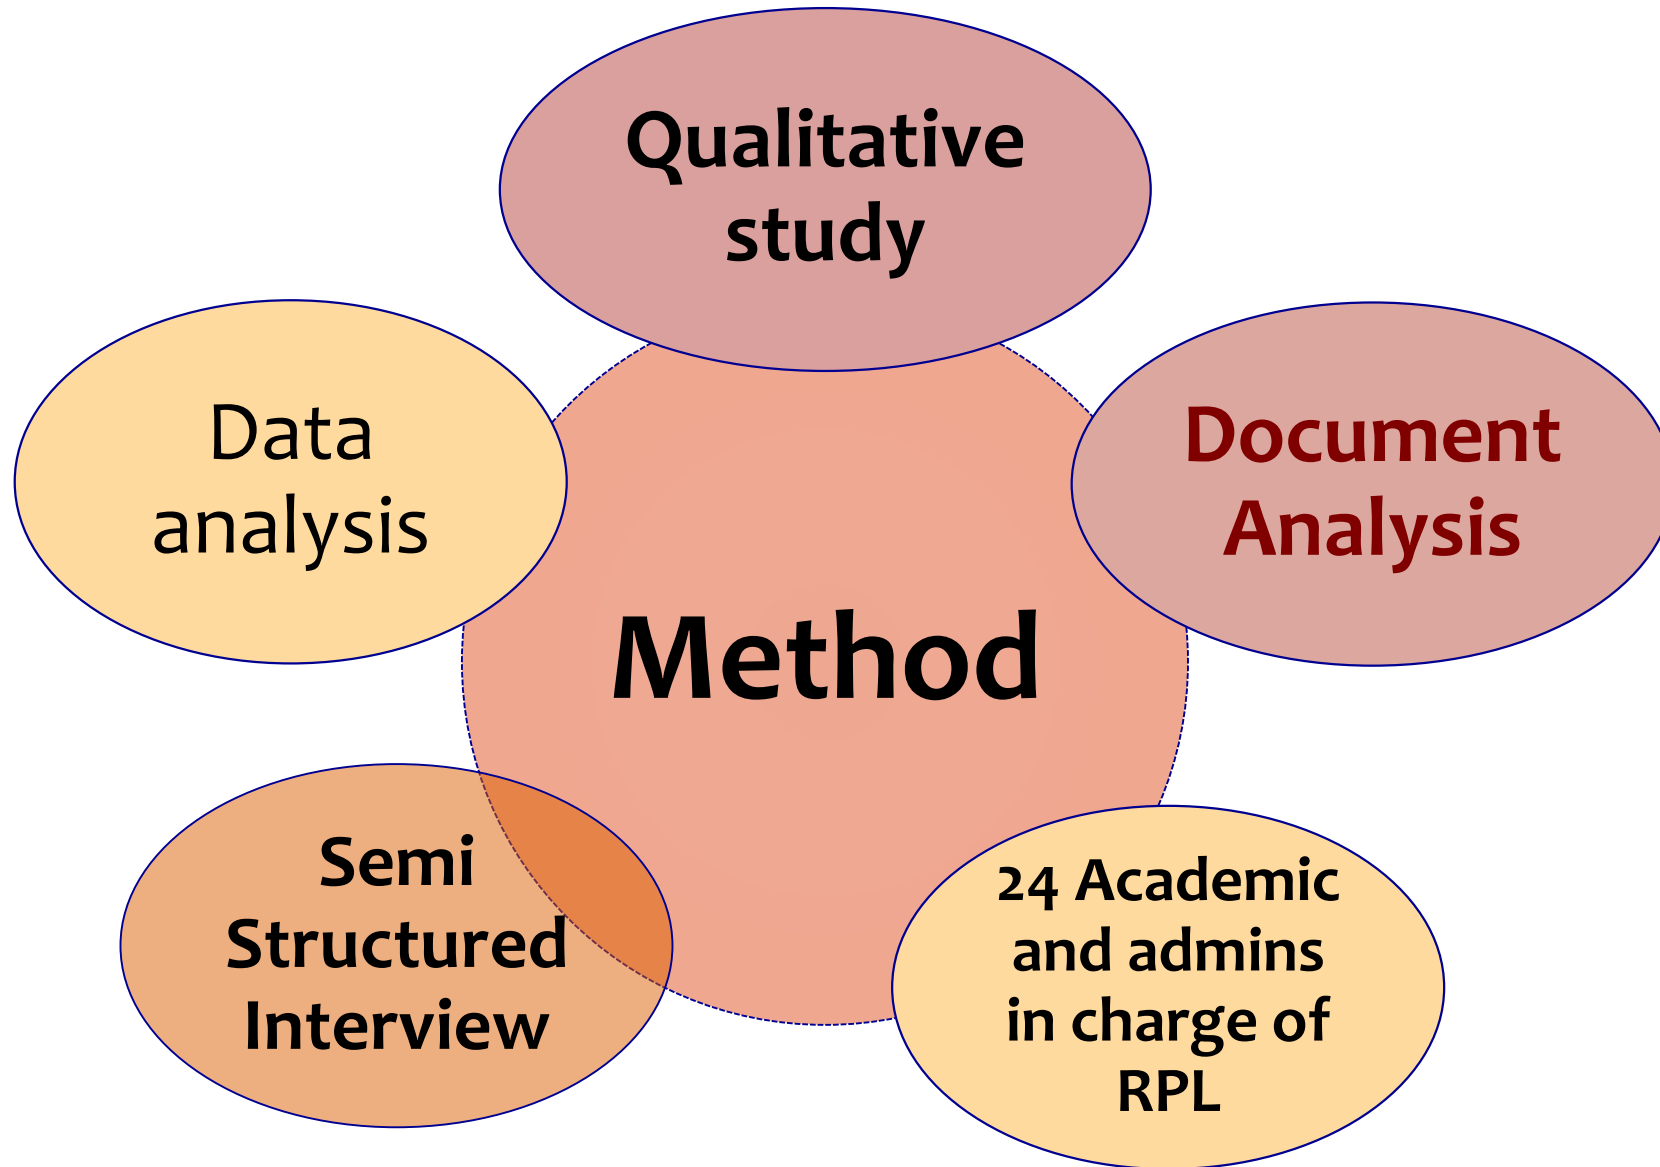 Qualitative
study
Data
analysis
Document
Analysis
Method
Semi
Structured
Interview
24 Academic
and admins
in charge of
RPL